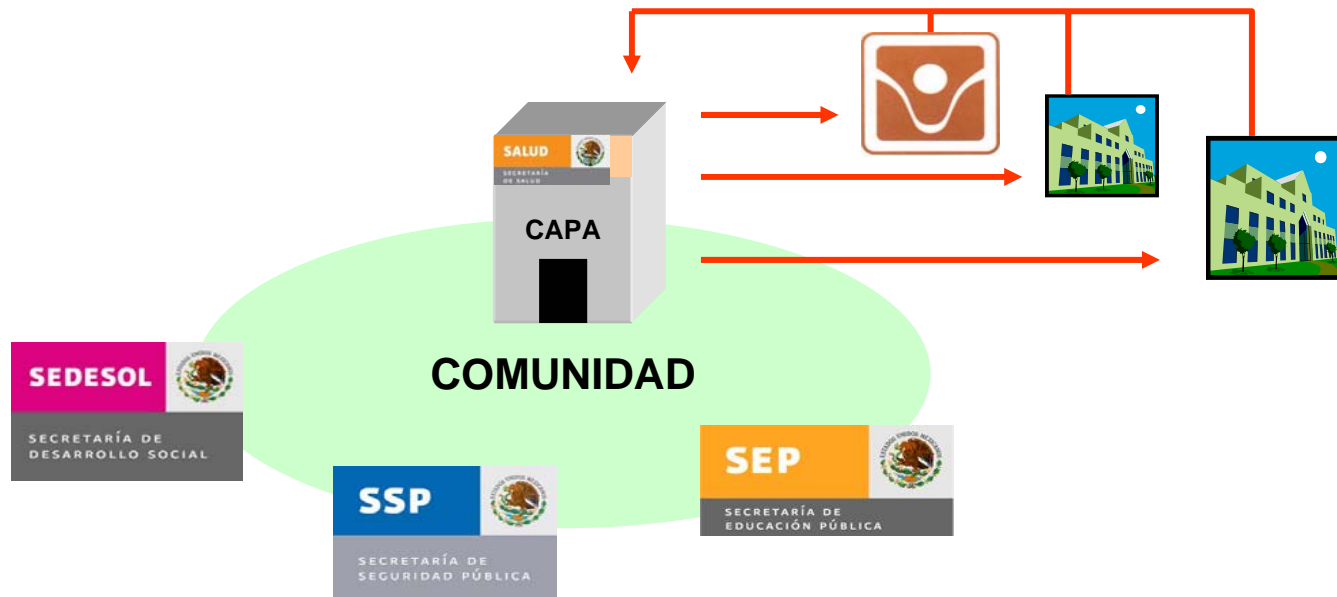 SALUD
SECRETARÍA
DE SALUD
CAPA
COMUNIDAD
SEDESOL
SECRETARÍA DE
DESARROLLO SOCIAL
SSP
SECRETARÍA DE
SEGURIDAD PÚBLICA
SEP
SECRETARÍA DE
EDUCACIÓN PÚBLICA